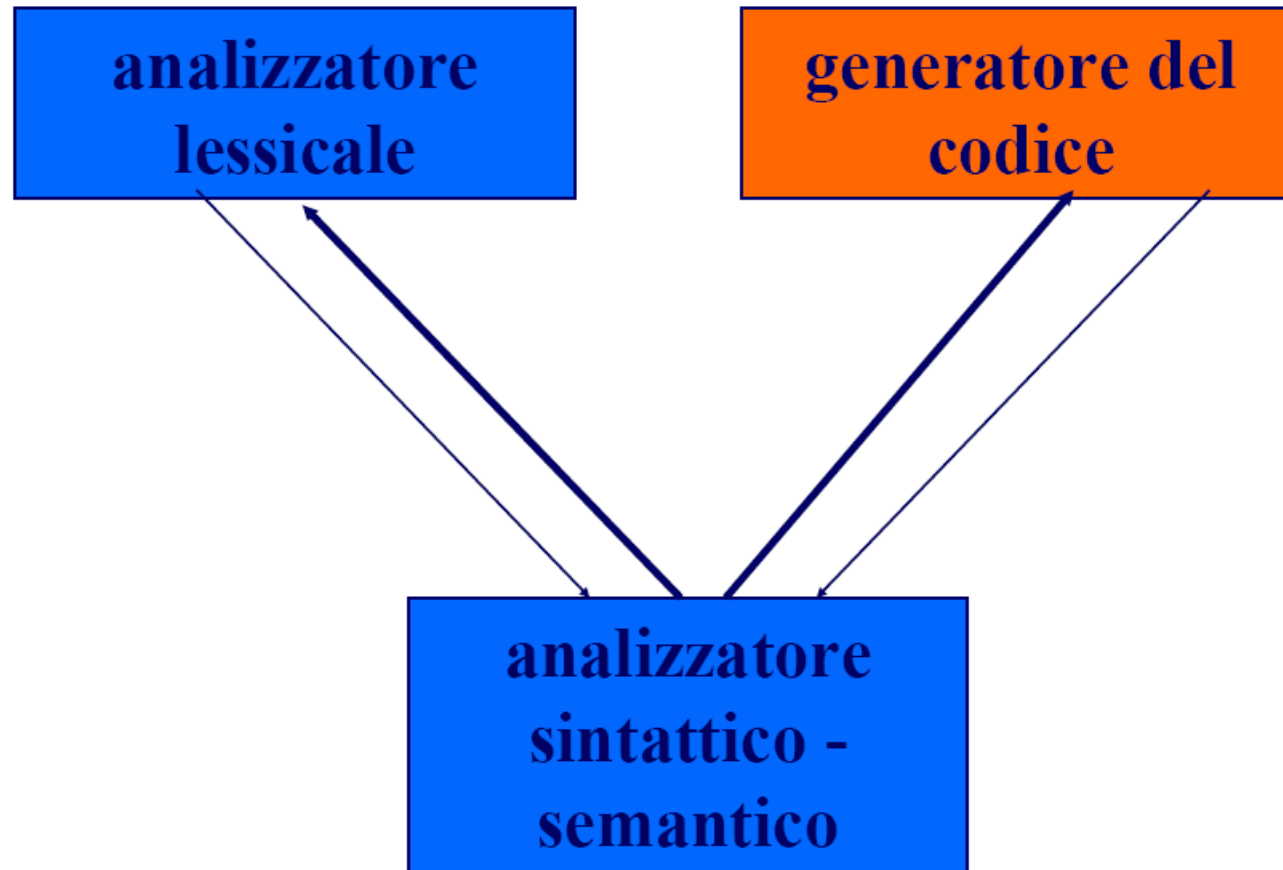 analizzatore
lessicale
generatore del
codice
analizzatore
sintattico -
semantico